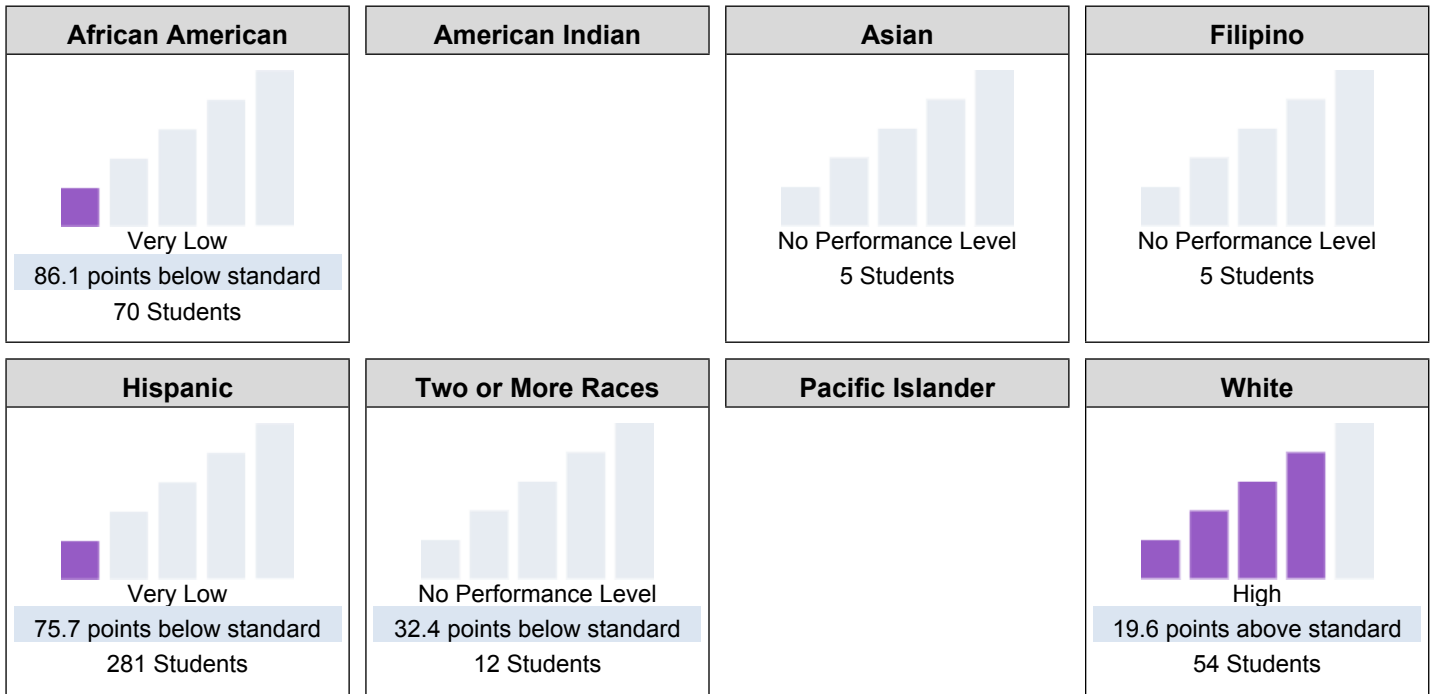 African American
Very Low
86.1 points below standard
70 Students
American Indian
Asian
No Performance Level
5 Students
Filipino
No Performance Level
5 Students
Hispanic
Very Low
75.7 points below standard
281 Students
Two or More Races
No Performance Level
32.4 points below standard
12 Students
Pacific Islander
White
High
19.6 points above standard
54 Students